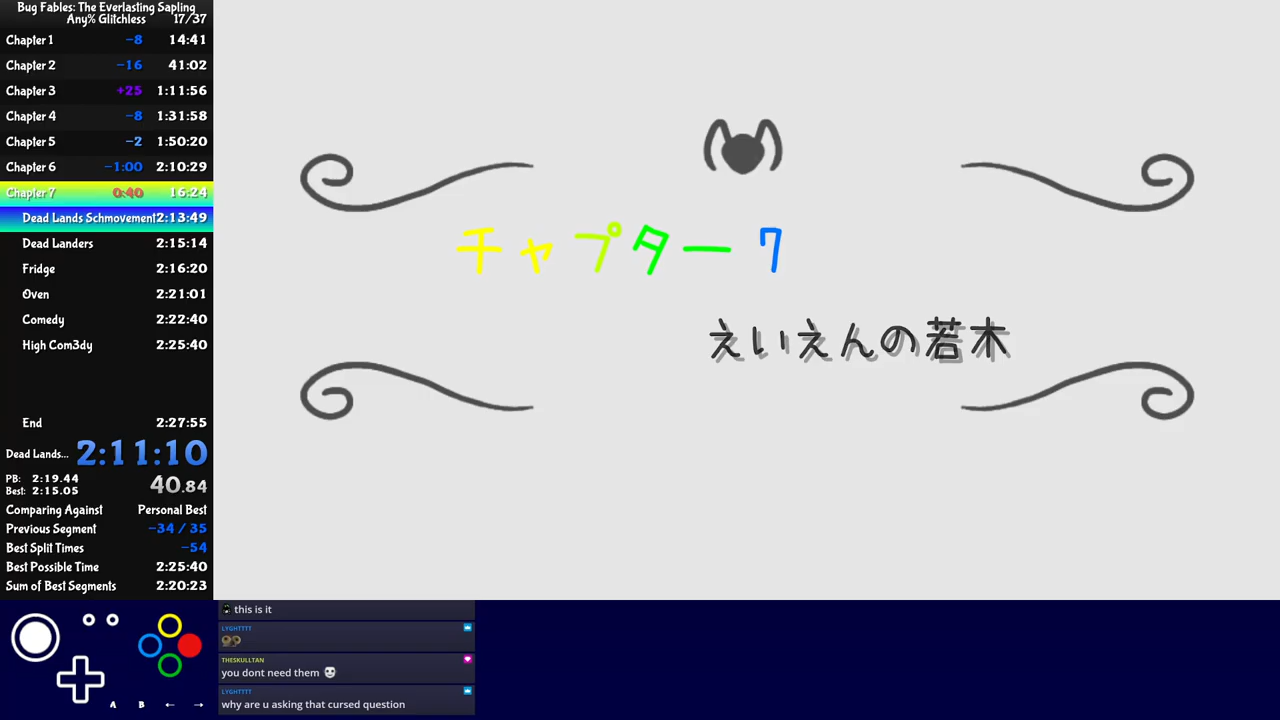 Bug Fables: The Everlasting Sapling
Any% Glitchless 17/37
Chapter 1 -8 14:41
Chapter 2 -16 41:02
Chapter 3 +25 1:11:56
Chapter 4 -8 1:31:58
Chapter 5 -2 1:50:20
Chapter 6 -1:00 2:10:29
Chapter 7 0:40 16:24
Dead Lands Schmovement 2:13:49
Dead Landers 2:15:14
Fridge 2:16:20
Oven 2:21:01
Comedy 2:22:40
High Com3dy 2:25:40
End 2:27:55
Dead Lands... 2:11:10
PB: 2:19.44
Best: 2:15.05
40.84
Comparing Against Personal Best
Previous Segment -34 / 35
Best Split Times -54
Best Possible Time 2:25:40
Sum of Best Segments 2:20:23
チャプター 7
えいえんの若木
this is it
LYGHTTTT
THESKULLTAN
you dont need them
LYGHTTTT
why are u asking that cursed question
A B ← →